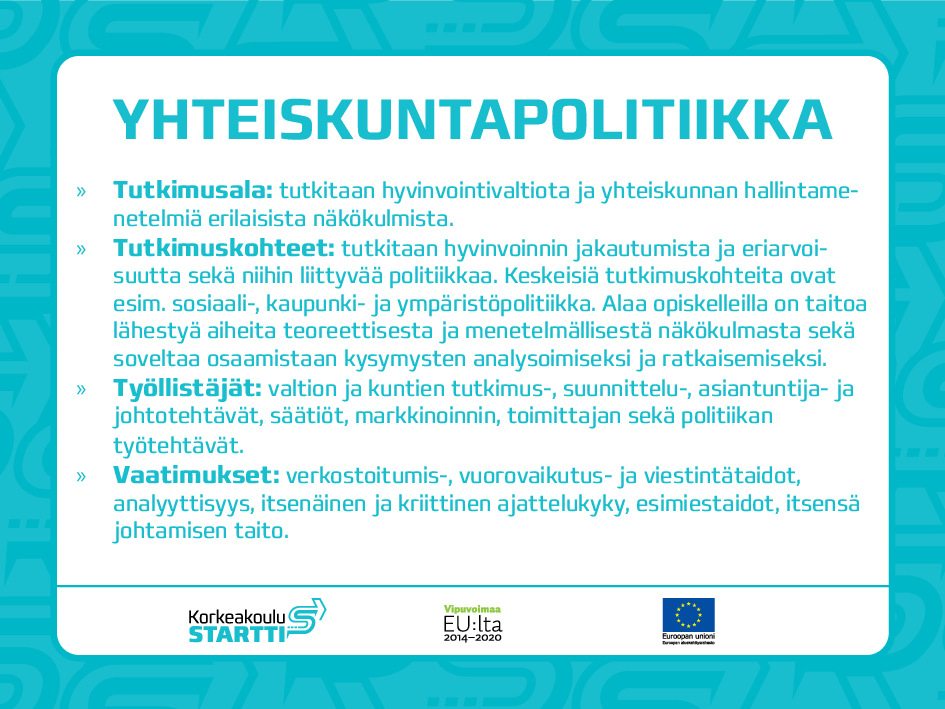 YHTEISKUNTAPOLITIIKKA
» Tutkimusala: tutkitaan hyvinvointivaltiota ja yhteiskunnan hallintame-
netelmiä erilaisista näkökulmista.
» Tutkimuskohteet: tutkitaan hyvinvoinnin jakautumista ja eriarvoi-
suutta sekä niihin liittyvää politiikkaa. Keskeisiä tutkimuskohteita ovat
esim. sosiaali-, kaupunki- ja ympäristöpolitiikka. Alaa opiskelleilla on taitoa
lähestyä aiheita teoreettisesta ja menetelmällisestä näkökulmasta sekä
soveltaa osaamistaan kysymysten analysoimiseksi ja ratkaisemiseksi.
» Työllistäjät: valtion ja kuntien tutkimus-, suunnittelu-, asiantuntija- ja
johtotehtävät, säätiöt, markkinoinnin, toimittajan sekä politiikan
työtehtävät.
» Vaatimukset: verkostoitumis-, vuorovaikutus- ja viestintätaidot,
analyyttisyys, itsenäinen ja kriittinen ajattelukyky, esimiestaidot, itsensä
johtamisen taito.
Korkeakoulu
STARTTI
Vipuvoimaa
EU:lta
2014–2020
Euroopan unioni
Euroopan aluekehitysrahasto